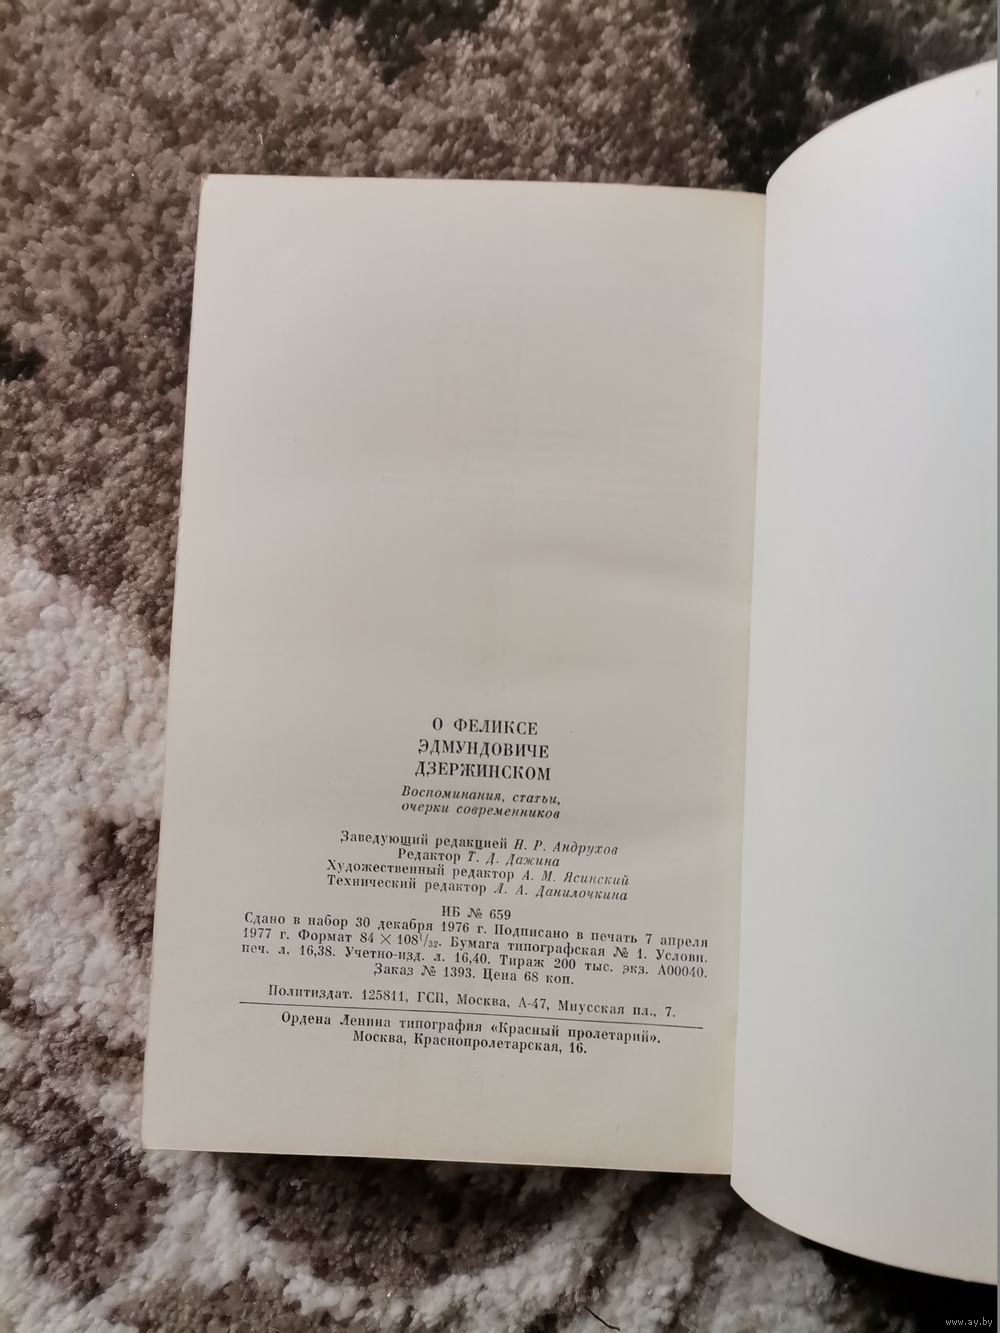 О ФЕЛИКСЕ
ЭДМУНДОВИЧЕ
ДЗЕРЖИНСКОМ
Воспоминания, статьи,
очерки современников
Заведующий редакцией Н. Р. Андрухов
Редактор Т. Д. Дажина
Художественный редактор А. М. Ясинский
Технический редактор Л. А. Данилочкина
ИБ № 659
Сдано в набор 30 декабря 1976 г. Подписано в печать 7 апреля
1977 г. Формат 84 × 108¹/₃₂. Бумага типографская № 1. Условн.
печ. л. 16,38. Учетно-изд. л. 16,40. Тираж 200 тыс. экз. А00040.
Заказ № 1393. Цена 68 коп.
Политиздат. 125811, ГСП, Москва, А-47, Миусская пл., 7.
Ордена Ленина типография «Красный пролетарий».
Москва, Краснопролетарская, 16.
www.ay.by